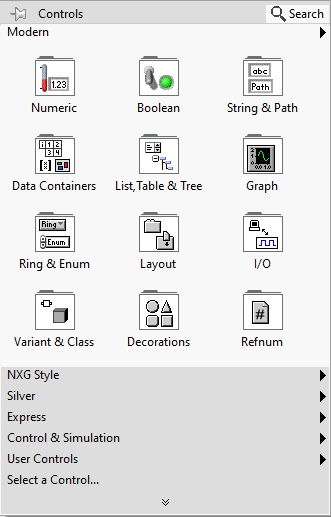 Controls Search
Modern
1.23 abc Path
Numeric Boolean String & Path
Data Containers List,Table & Tree Graph
Ring Enum
Ring & Enum Layout I/O
#
Variant & Class Decorations Refnum
NXG Style
Silver
Express
Control & Simulation
User Controls
Select a Control...